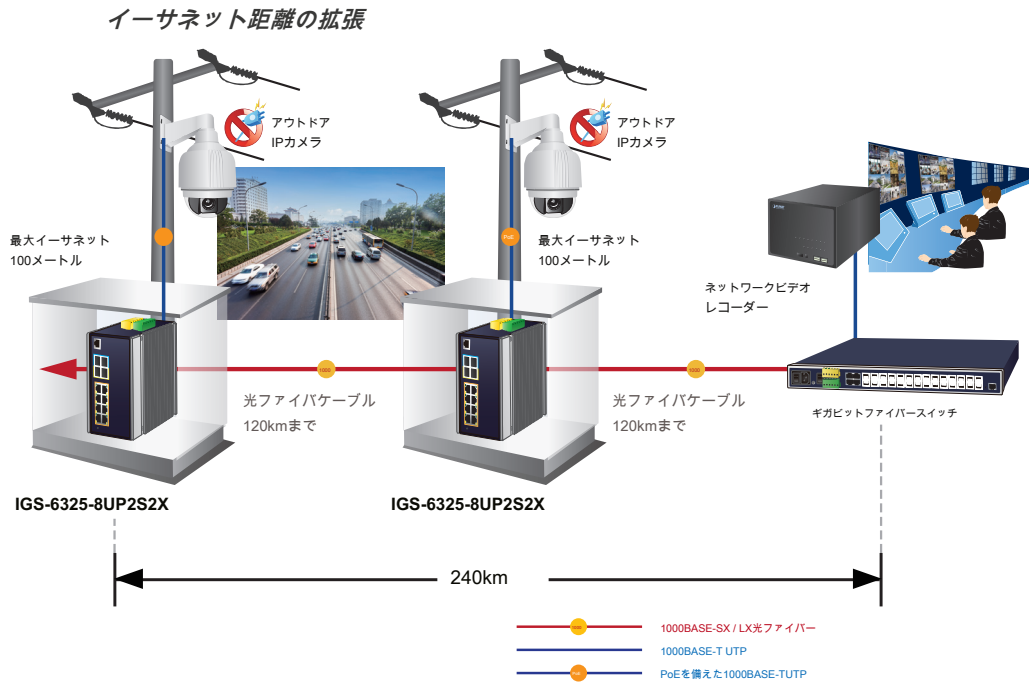 イーサネット距離の拡張
アウトドア
IPカメラ
アウトドア
IPカメラ
最大イーサネット
100メートル
PoE
最大イーサネット
100メートル
ネットワークビデオ
レコーダー
1000
1000
光ファイバケーブル
120kmまで
光ファイバケーブル
120kmまで
ギガビットファイバースイッチ
IGS-6325-8UP2S2X
IGS-6325-8UP2S2X
240km
1000
1000BASE-SX / LX光ファイバー
1000BASE-T UTP
PoE
PoEを備えた1000BASE-TUTP